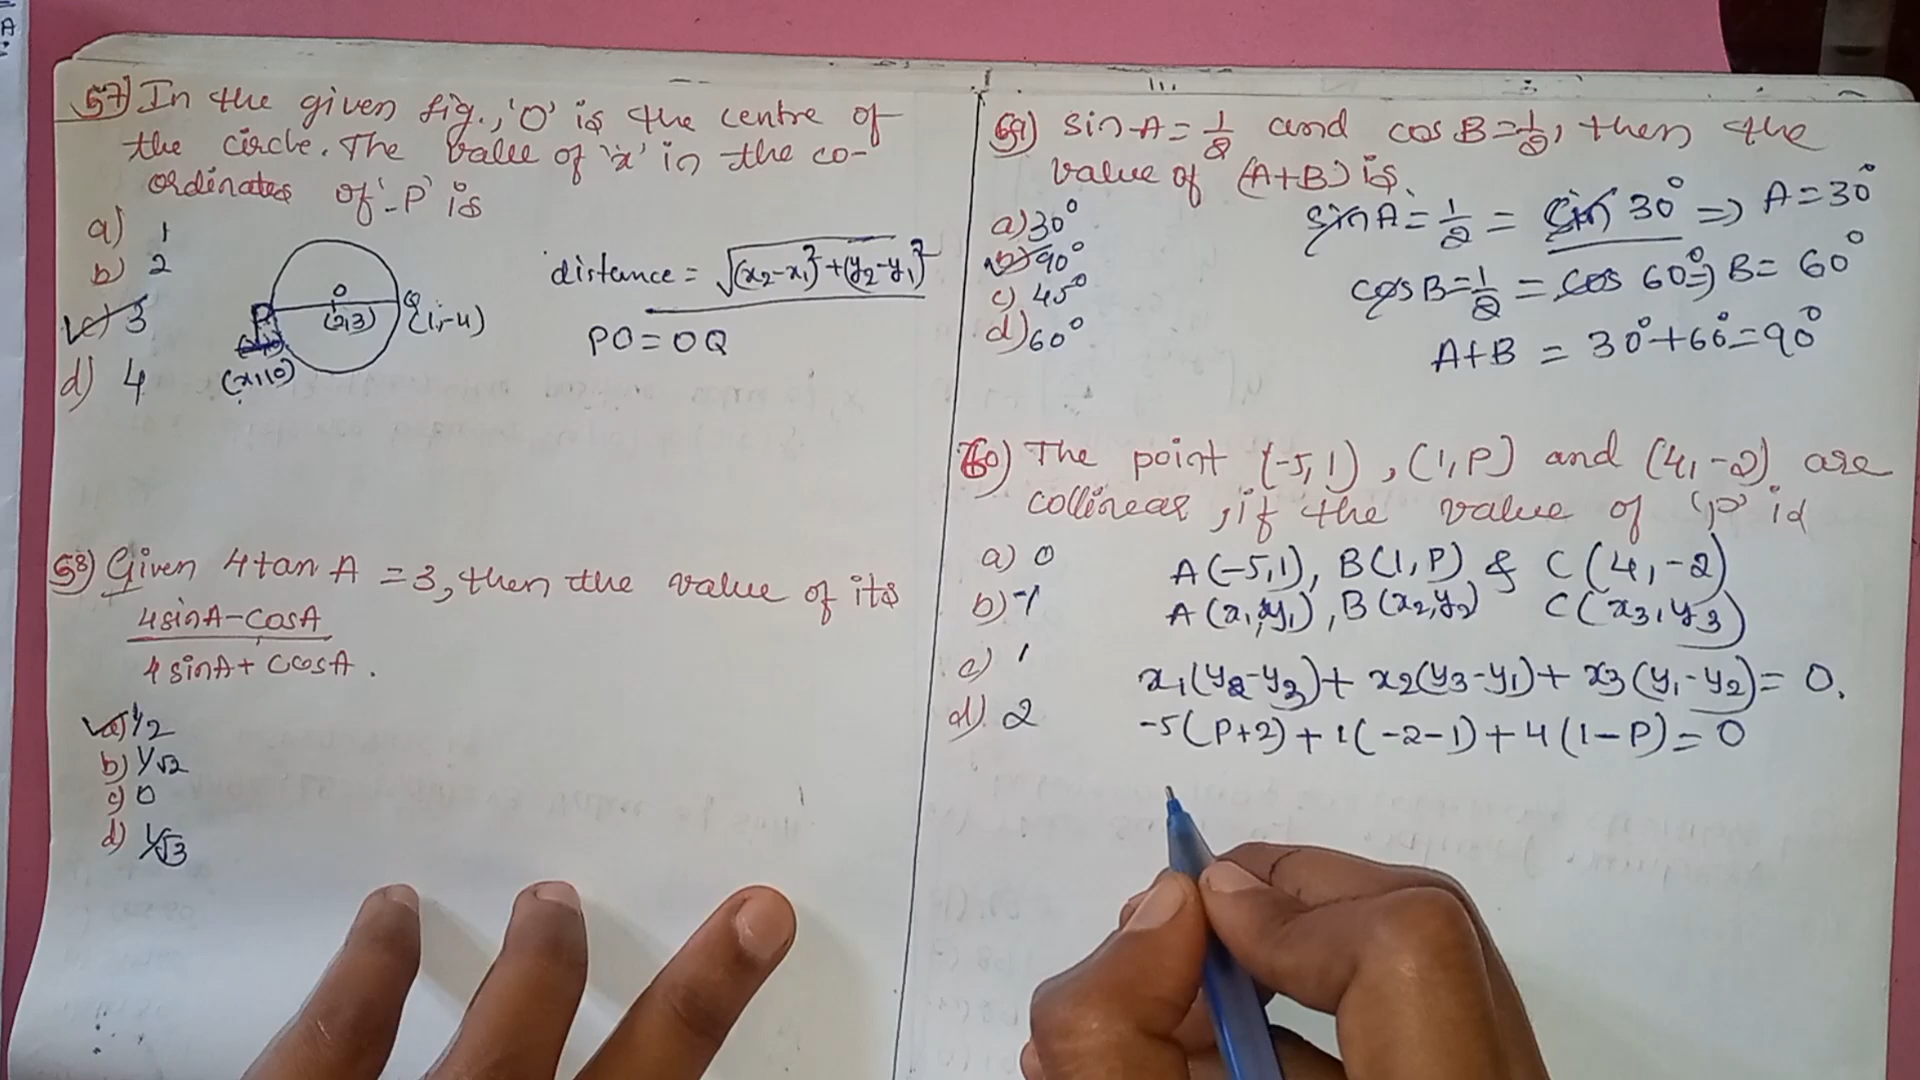 57) In the given fig., 'O' is the centre of
the circle. The value of 'x' in the co-
ordinates of 'P' is
a) 1
b) 2
c) 3
d) 4
O
(2,3)
P
Q
(1,-4)
(x,10)
distance = √(x2-x1)²+(y2-y1)²
PO = OQ
58) Given 4tan A = 3, then the value of its
4sinA-cosA
4sinA+ccosA.
a) 1/2
b) 1/√2
c) 0
d) 1/√3
59) sin A = 1/2 and cos B = 1/2, then the
value of (A+B) is.
a) 30°
b) 90°
c) 45°
d) 60°
sin A = 1/2 = sin 30° => A = 30°
cos B = 1/2 = cos 60° => B = 60°
A+B = 30°+60°=90°
60) The point (-5,1), (1,P) and (4,-2) are
collinear, if the value of 'P' is
a) 0
b) -1
c) 1
d) 2
A(-5,1), B(1,P) & C(4,-2)
A(x1,y1), B(x2,y2) C(x3,y3)
x1(y2-y3)+x2(y3-y1)+x3(y1-y2)=0.
-5(P+2)+1(-2-1)+4(1-P)=0